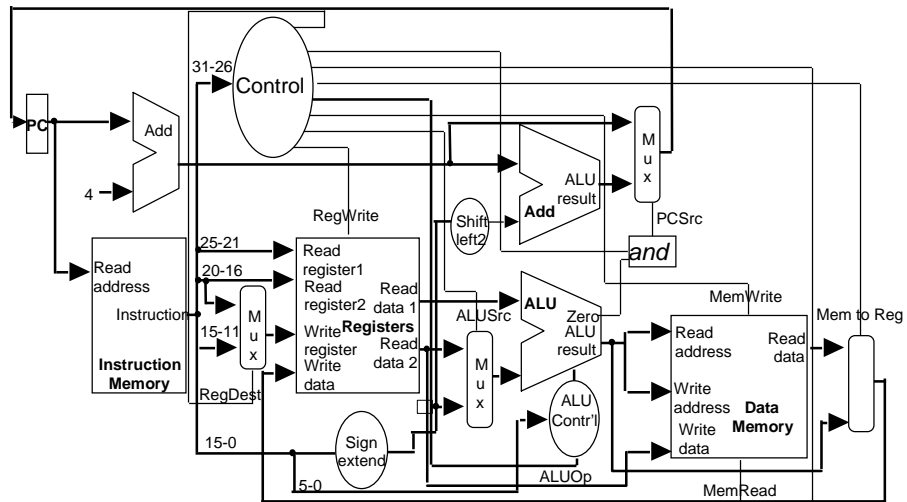 31-26
Control
PC
Add
4
Mux
ALU
result
Add
Shift
left2
PCSrc
and
RegWrite
25-21
Read
register1
20-16
Read
register2
Read
data 1
Read
address
Instruction
Instruction
Memory
15-11
Mux
Write
register
Registers
Read
data 2
Write
data
RegDest
ALUSrc
Mux
ALU
Zero
ALU
result
MemWrite
Mem to Reg
Read
address
Read
data
Write
address
Data
Memory
Write
data
15-0
Sign
extend
5-0
ALU
Contr'l
ALUOp
MemRead